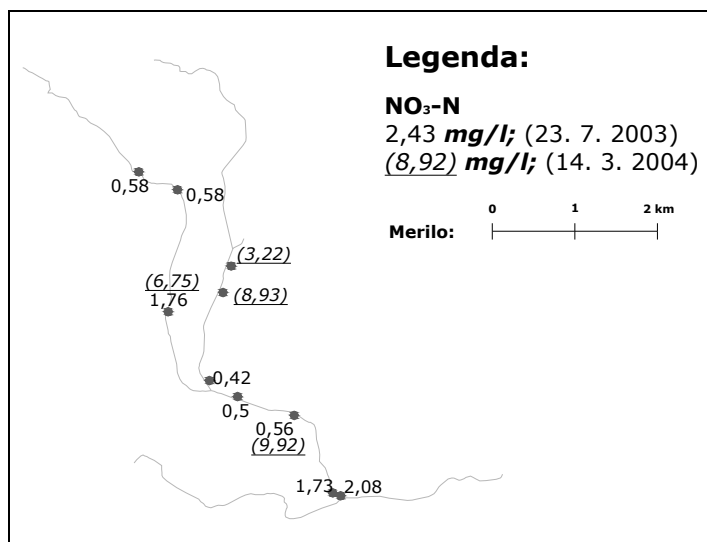 Legenda:
NO₃-N
2,43 mg/l; (23. 7. 2003)
(8,92) mg/l; (14. 3. 2004)
0 1 2 km
Merilo:
0,58
0,58
(3,22)
(6,75)
1,76
(8,93)
0,42
0,5
0,56
(9,92)
1,73
2,08